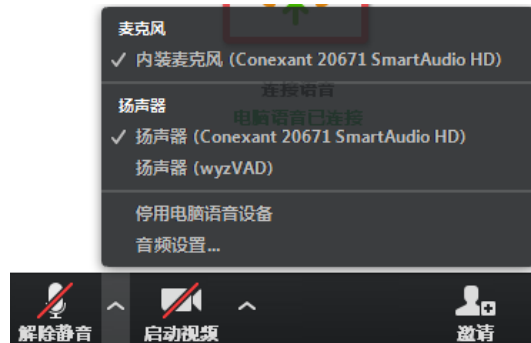 麦克风
✓ 内装麦克风 (Conexant 20671 SmartAudio HD)
连接语音
扬声器
电脑语音已连接
✓ 扬声器 (Conexant 20671 SmartAudio HD)
扬声器 (wyzVAD)
停用电脑语音设备
音频设置...
解除静音 启动视频 邀请